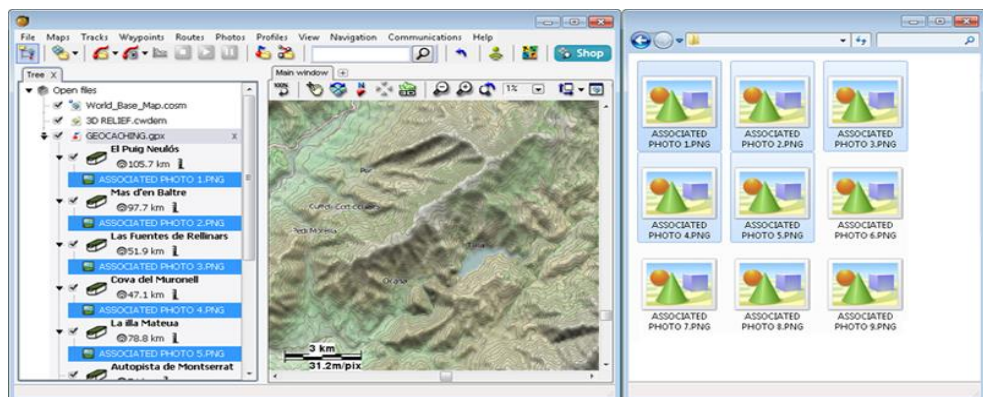 File Maps Tracks Waypoints Routes Photos Profiles View Navigation Communications Help
Shop
Tree X
Open files
World_Base_Map.cosm
3D RELIEF.cwdem
GEOCACHING.gpx x
El Puig Neulós
105.7 km
ASSOCIATED PHOTO 1.PNG
Mas d'en Baltre
97.7 km
ASSOCIATED PHOTO 2.PNG
Las Fuentes de Rellinars
51.9 km
ASSOCIATED PHOTO 3.PNG
Cova del Muronell
47.1 km
ASSOCIATED PHOTO 4.PNG
La illa Mateua
78.8 km
ASSOCIATED PHOTO 5.PNG
Autopista de Montserrat
Main window
100%
1%
3 km
31.2m/pix
ASSOCIATED PHOTO 1.PNG
ASSOCIATED PHOTO 2.PNG
ASSOCIATED PHOTO 3.PNG
ASSOCIATED PHOTO 4.PNG
ASSOCIATED PHOTO 5.PNG
ASSOCIATED PHOTO 6.PNG
ASSOCIATED PHOTO 7.PNG
ASSOCIATED PHOTO 8.PNG
ASSOCIATED PHOTO 9.PNG